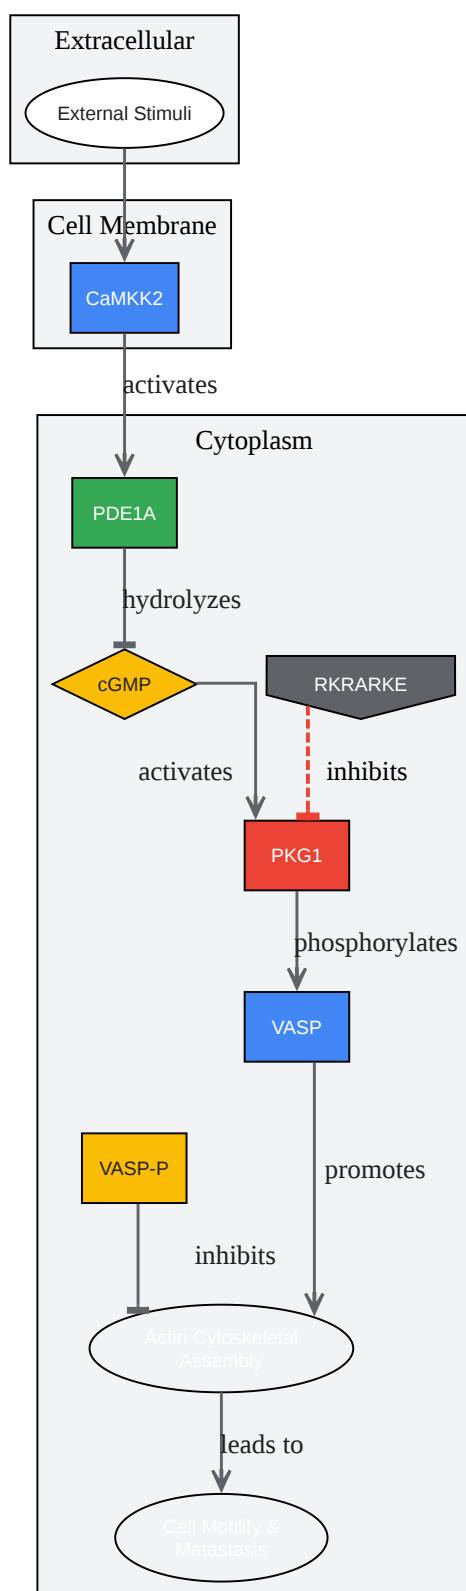 Extracellular
External Stimuli
Cell Membrane
CaMKK2
activates
Cytoplasm
PDE1A
hydrolyzes
cGMP
RKRARKE
activates
inhibits
PKG1
phosphorylates
VASP
VASP-P
promotes
inhibits
Actin Cytoskeletal
Assembly
leads to
Cell Motility &
Metastasis